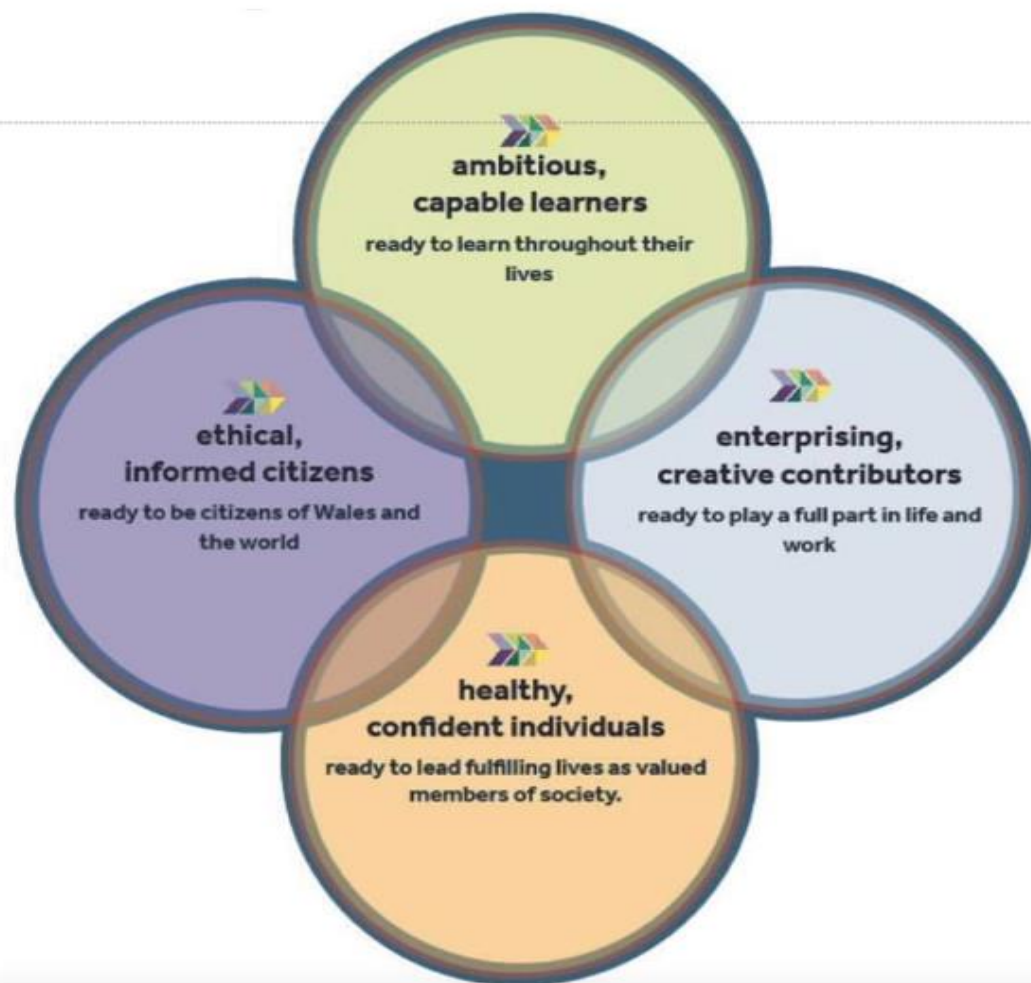 ambitious,
capable learners
ready to learn throughout their
lives
ethical,
informed citizens
ready to be citizens of Wales and
the world
enterprising,
creative contributors
ready to play a full part in life and
work
healthy,
confident individuals
ready to lead fulfilling lives as valued
members of society.